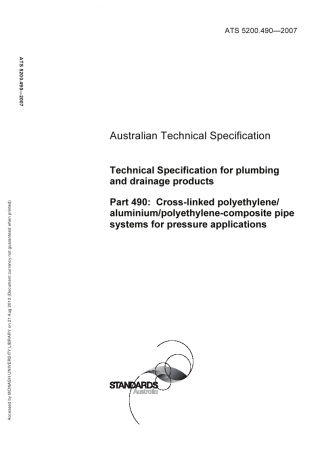 ATS 5200.490—2007
ATS 5200.490—2007
Australian Technical Specification
Technical Specification for plumbing
and drainage products
Part 490: Cross-linked polyethylene/
aluminium/polyethylene-composite pipe
systems for pressure applications
Accessed by MONASH UNIVERSITY LIBRARY on 21 Aug 2013 (Document currency not guaranteed when printed)
STANDARDS
Australia